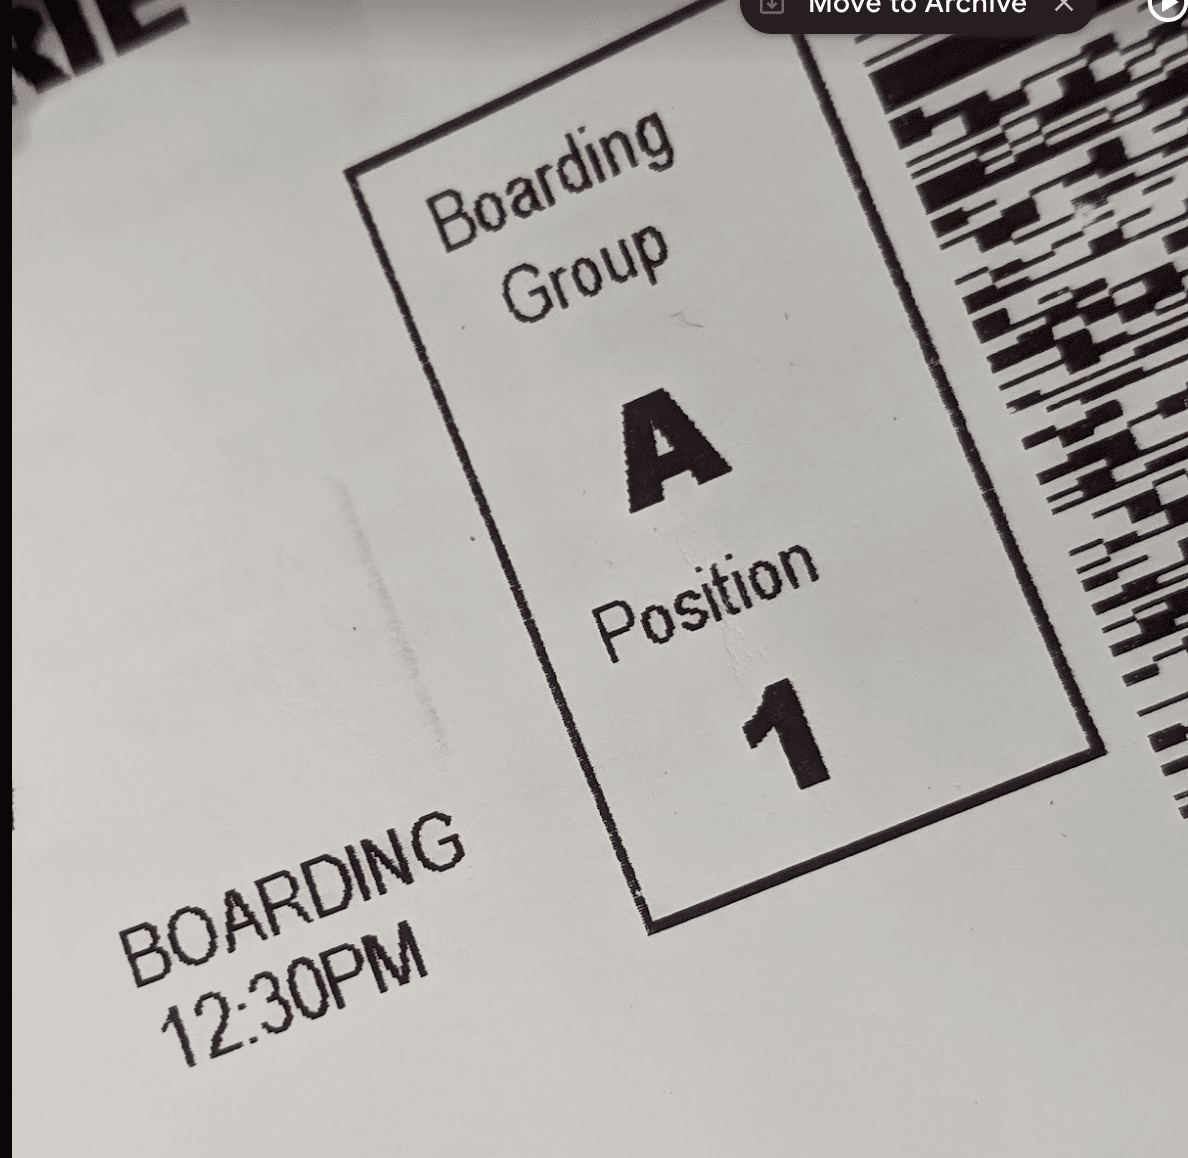 Move to Archive
Boarding
Group
A
Position
1
BOARDING
12:30PM